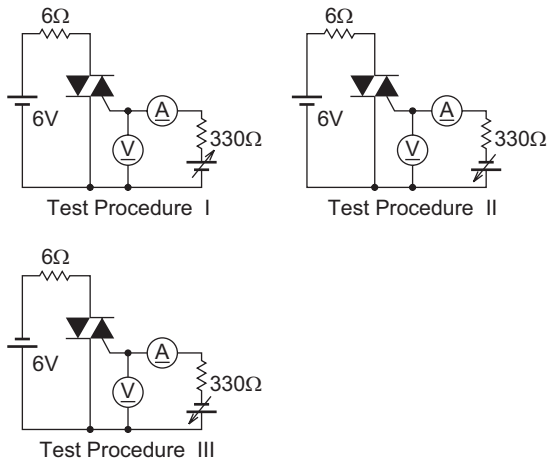 6Ω
6V
A
V
330Ω
Test Procedure I
6Ω
6V
A
V
330Ω
Test Procedure II
6Ω
6V
A
V
330Ω
Test Procedure III